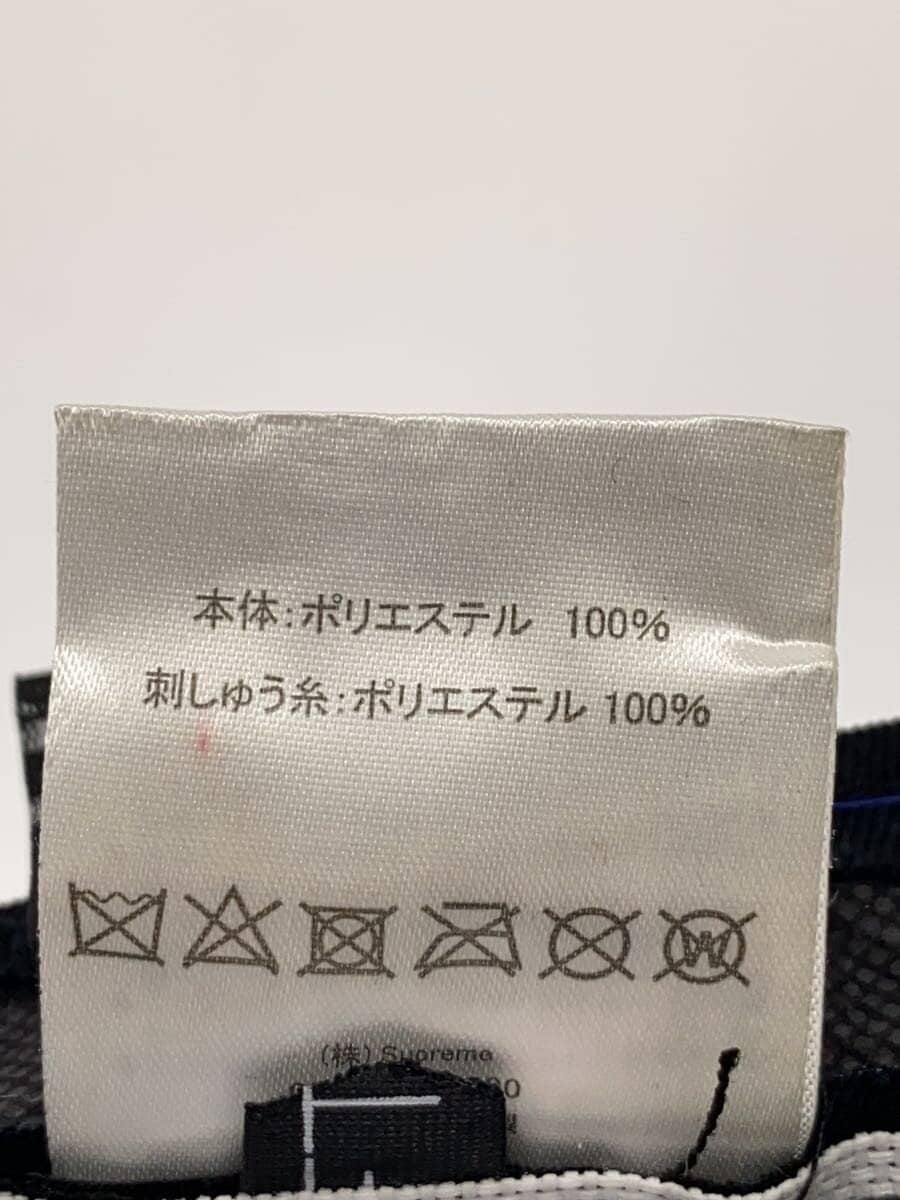 本体:ポリエステル 100%
刺しゅう糸:ポリエステル 100%
W
(株) Supreme